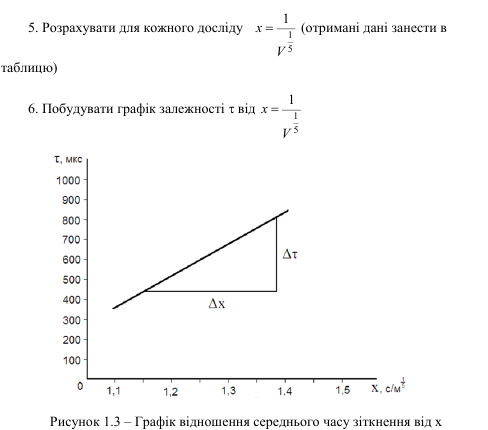 5. Розрахувати для кожного досліду x = 1/V^(1/5) (отримані дані занести в
таблицю)
6. Побудувати графік залежності τ від x = 1/V^(1/5)
τ, мкс
1000
900
800
700
600
500
400
300
200
100
0
Δτ
Δx
1,1 1,2 1,3 1,4 1,5 X, с/м^(1/5)
Рисунок 1.3 – Графік відношення середнього часу зіткнення від х